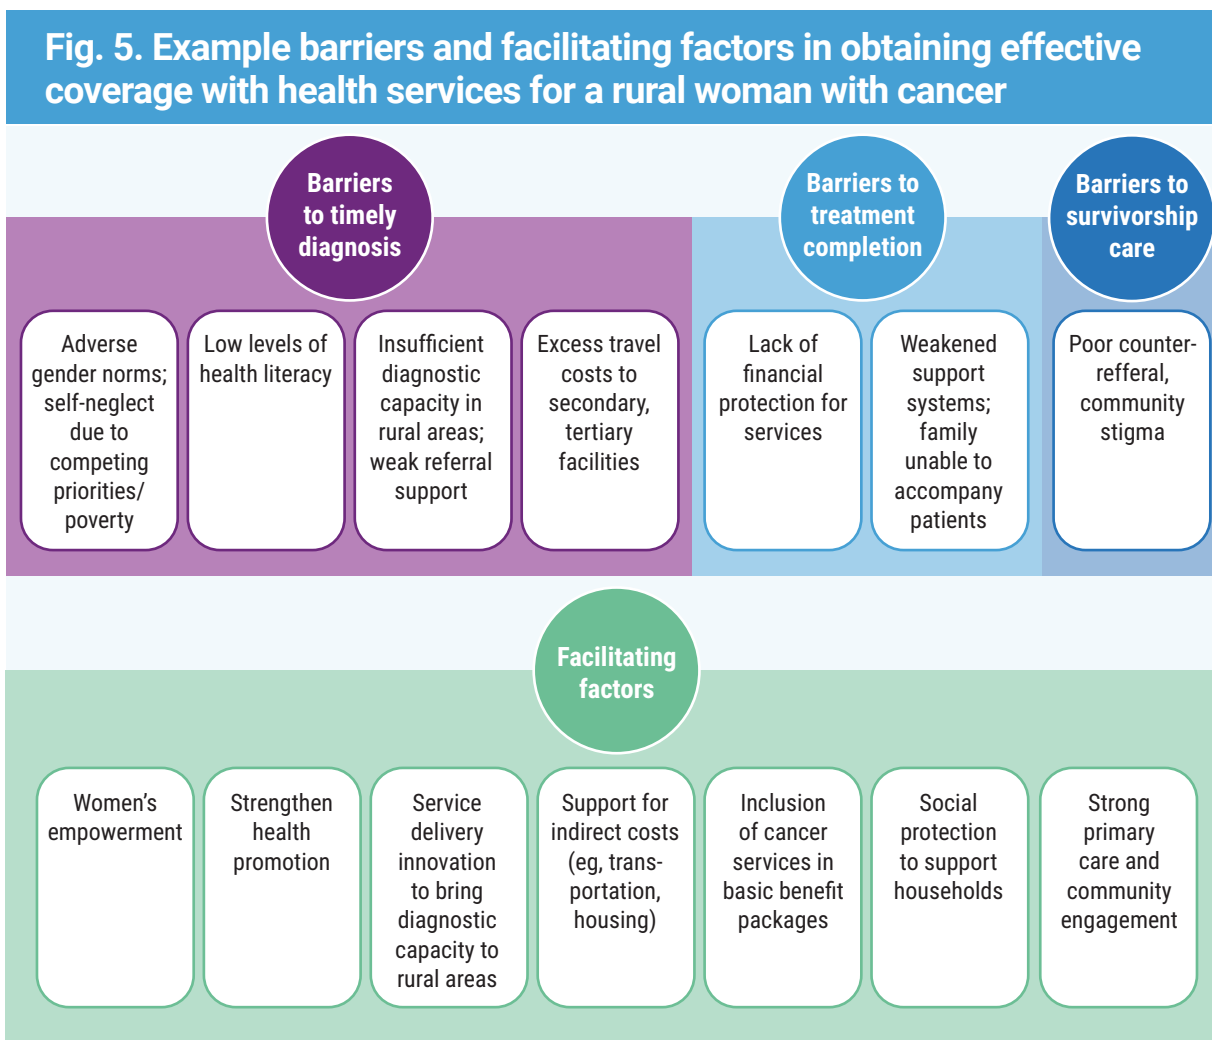 Fig. 5. Example barriers and facilitating factors in obtaining effective
coverage with health services for a rural woman with cancer
Barriers
to timely
diagnosis
Adverse
gender norms;
self-neglect
due to
competing
priorities/
poverty
Low levels of
health literacy
Insufficient
diagnostic
capacity in
rural areas;
weak referral
support
Excess travel
costs to
secondary,
tertiary
facilities
Barriers to
treatment
completion
Lack of
financial
protection for
services
Weakened
support
systems;
family
unable to
accompany
patients
Barriers to
survivorship
care
Poor counter-
refferal,
community
stigma
Facilitating
factors
Women's
empowerment
Strengthen
health
promotion
Service
delivery
innovation
to bring
diagnostic
capacity to
rural areas
Support for
indirect costs
(eg, trans-
portation,
housing)
Inclusion
of cancer
services in
basic benefit
packages
Social
protection
to support
households
Strong
primary
care and
community
engagement